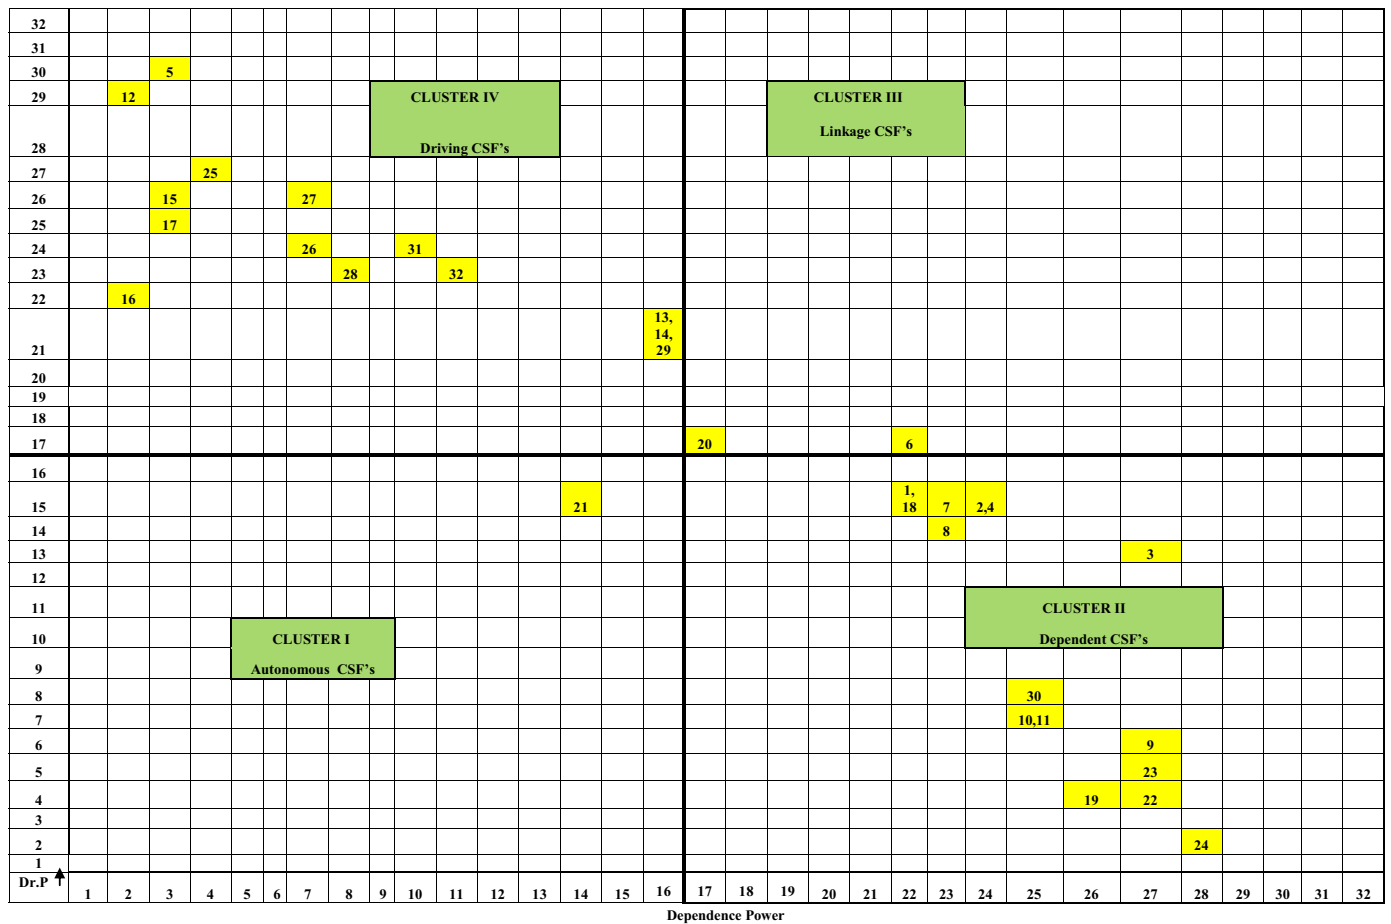 32
31
30 5
29 12 CLUSTER IV CLUSTER III
Linkage CSF's
28 Driving CSF's
27 25
26 15 27
25 17
24 26 31
23 28 32
22 16
13,
14,
21 29
20
19
18
17 20 6
16
1,
15 21 18 7 2,4
14 8
13 3
12
11 CLUSTER II
10 CLUSTER I Dependent CSF's
9 Autonomous CSF's
8 30
7 10,11
6 9
5 23
4 19 22
3
2 24
1
Dr.P
1 2 3 4 5 6 7 8 9 10 11 12 13 14 15 16 17 18 19 20 21 22 23 24 25 26 27 28 29 30 31 32
Dependence Power